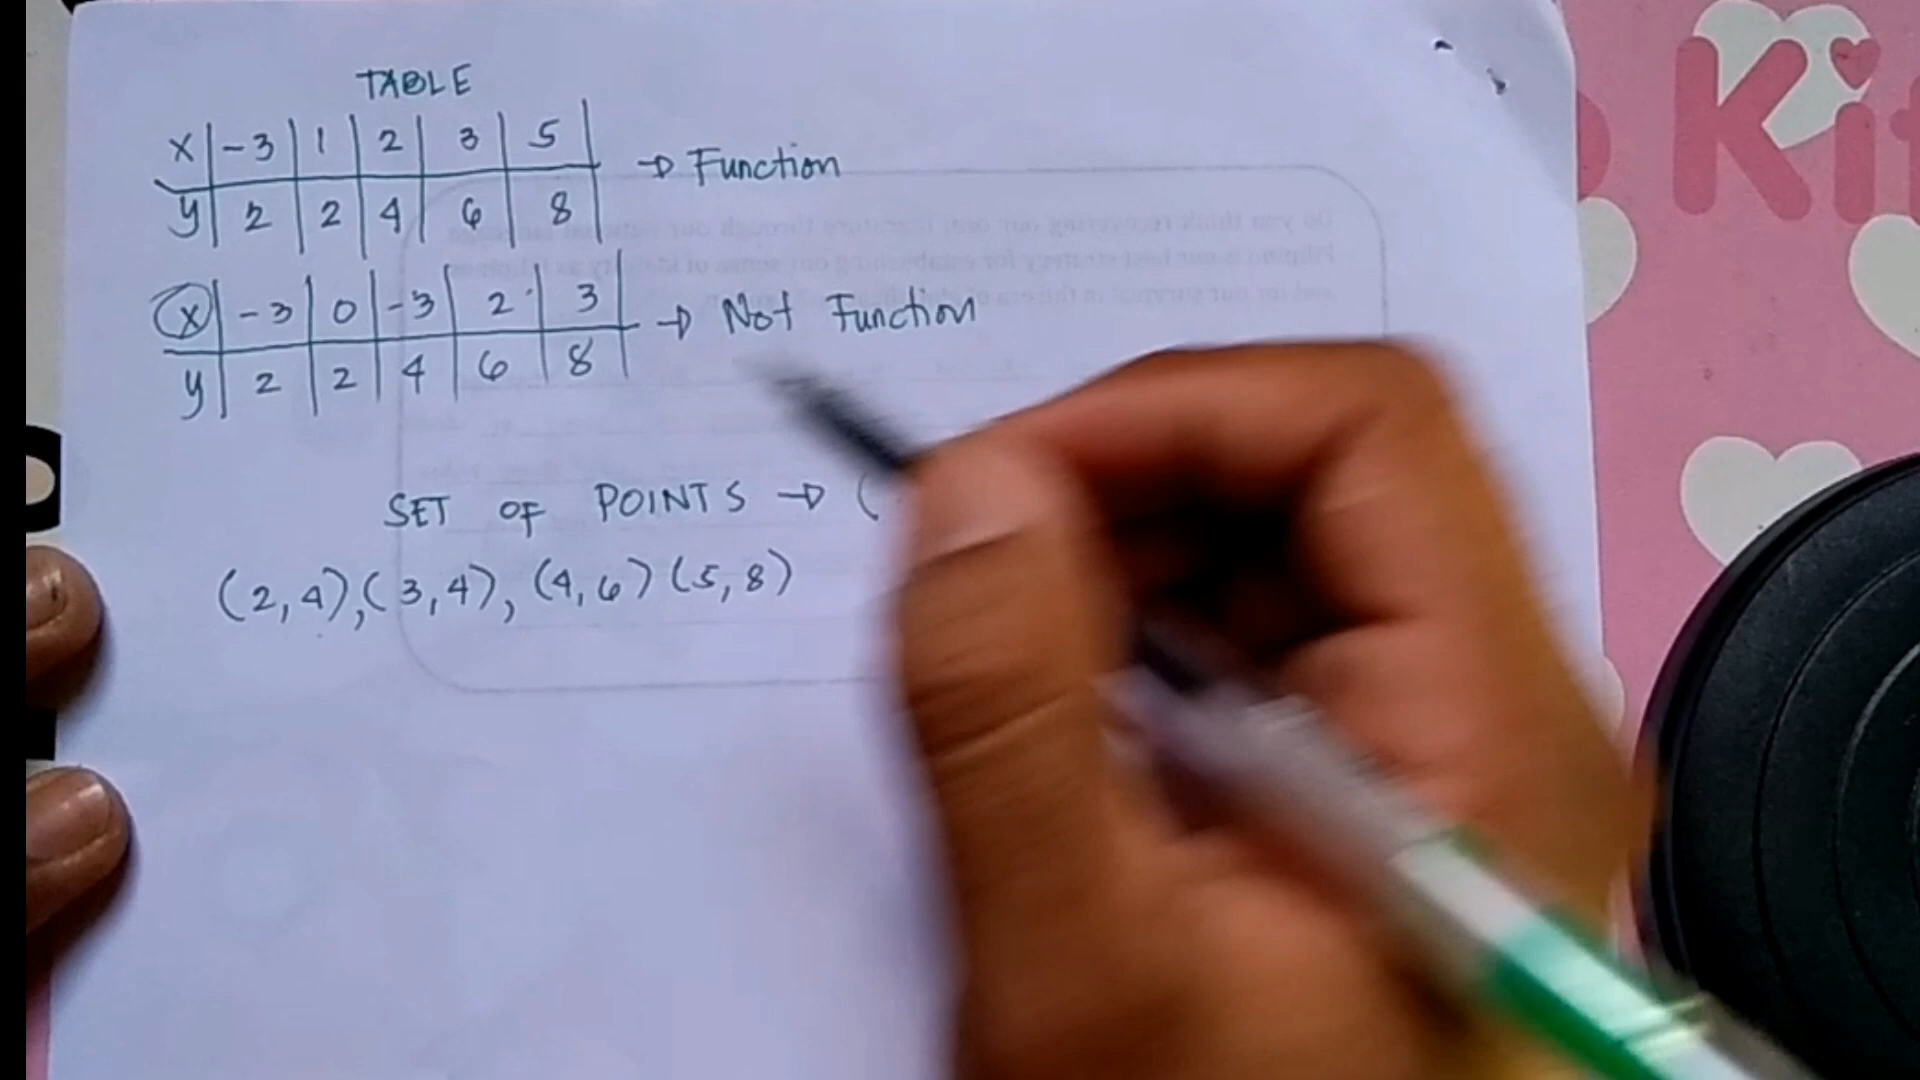 TABLE
x -3 1 2 3 5 → Function
y 2 2 4 6 8
x -3 0 -3 2 3 → Not Function
y 2 2 4 6 8
SET OF POINTS → (
(2,4),(3,4), (4,6) (5,8)
Ki